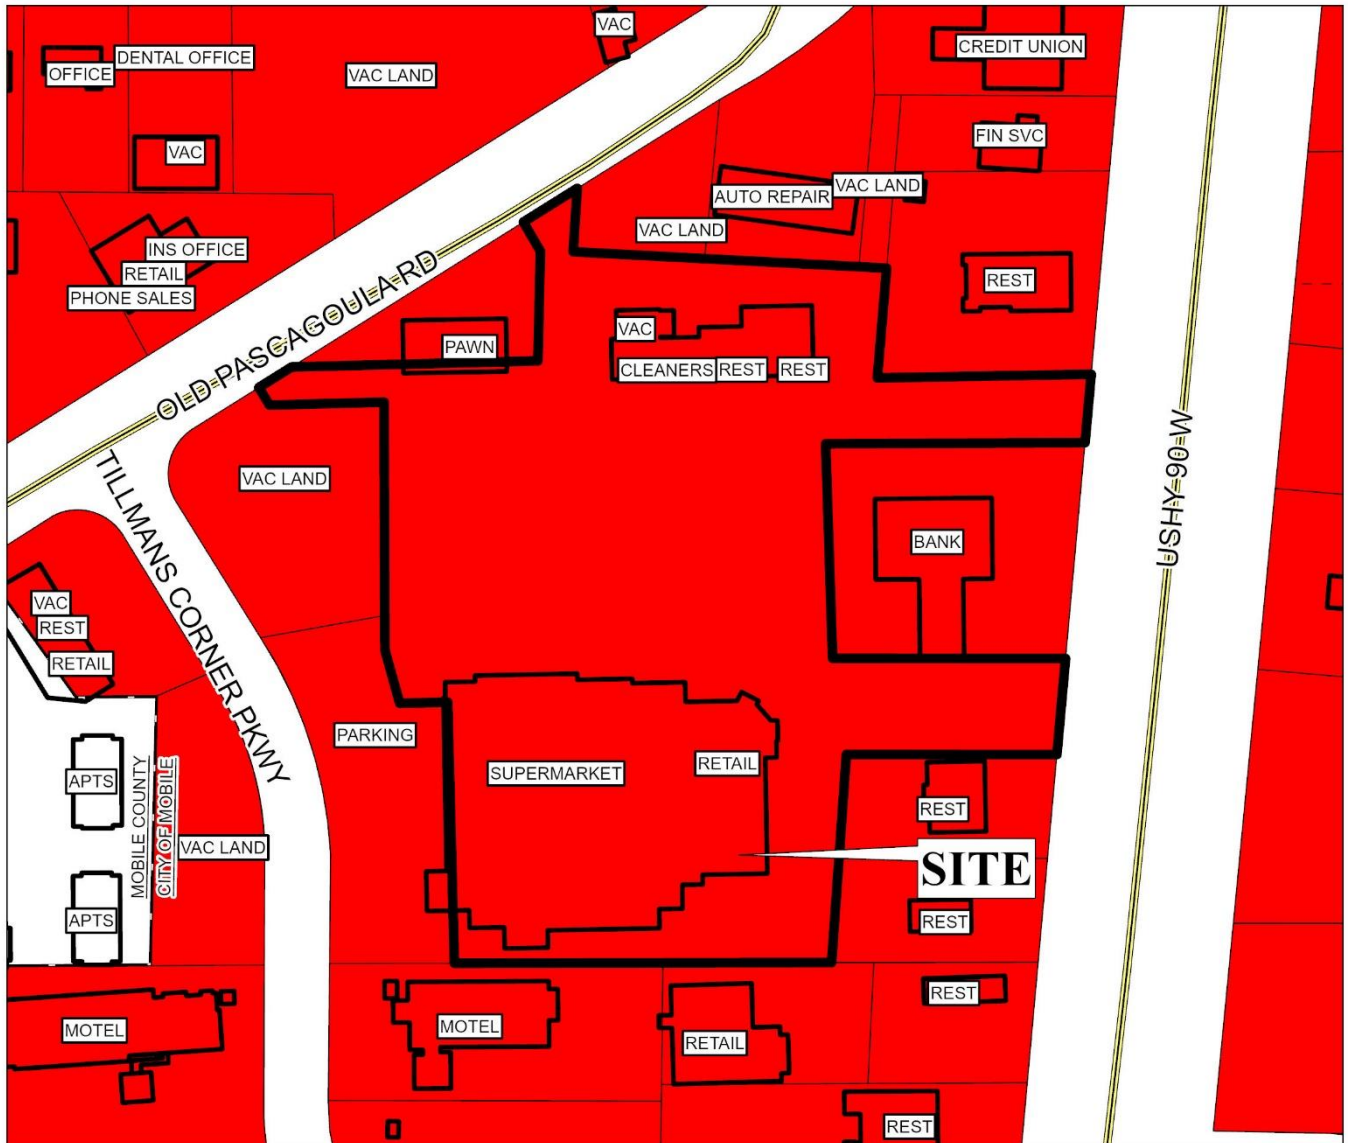 VAC
CREDIT UNION
DENTAL OFFICE
OFFICE
VAC LAND
FIN SVC
VAC
AUTO REPAIR
VAC LAND
VAC LAND
INS OFFICE
RETAIL
PHONE SALES
REST
OLD PASCAGOULA RD
VAC
PAWN
CLEANERS
REST
REST
VAC LAND
TILLMANS CORNER PKWY
USHY 90 W
BANK
VAC
REST
RETAIL
PARKING
SUPERMARKET
RETAIL
APTS
MOBILE COUNTY
CITY OF MOBILE
VAC LAND
REST
SITE
APTS
REST
REST
MOTEL
MOTEL
RETAIL
REST